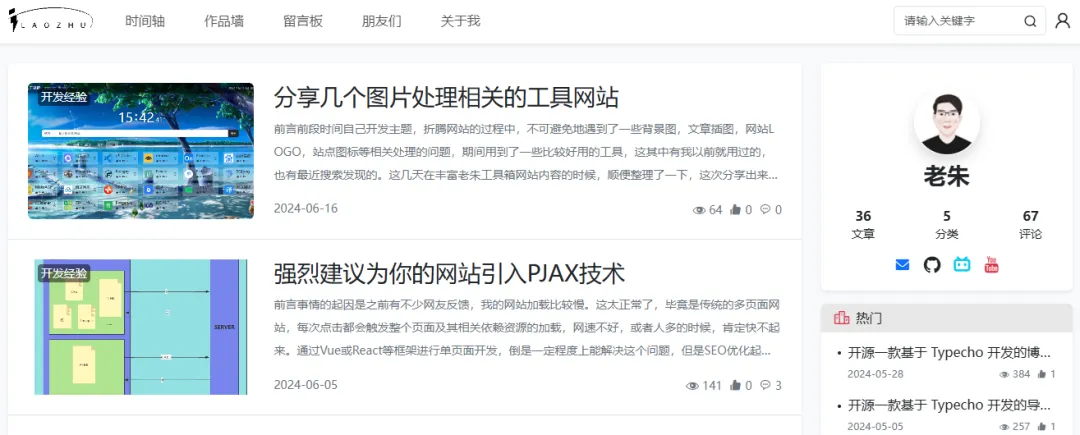 iLAOZHU
时间轴
作品墙
留言板
朋友们
关于我
请输入关键字
开发经验
15:42
分享几个图片处理相关的工具网站
前言前段时间自己开发主题，折腾网站的过程中，不可避免地遇到了一些背景图，文章插图，网站L
OGO，站点图标等相关处理的问题，期间用到了一些比较好用的工具，这其中有我以前就用过的，
也有最近搜索发现的。这几天在丰富老朱工具箱网站内容的时候，顺便整理了一下，这次分享出来...
2024-06-16
64
0
0
开发经验
SERVER
强烈建议为你的网站引入PJAX技术
前言事情的起因是之前有不少网友反馈，我的网站加载比较慢。这太正常了，毕竟是传统的多页面网
站，每次点击都会触发整个页面及其相关依赖资源的加载，网速不好，或者人多的时候，肯定快不起
来。通过Vue或React等框架进行单页面开发，倒是一定程度上能解决这个问题，但是SEO优化起...
2024-06-05
141
0
3
老朱
36
5
67
文章
分类
评论
You
Tube
热门
开源一款基于 Typecho 开发的博...
2024-05-28
384
1
开源一款基于 Typecho 开发的导...
2024-05-05
257
1